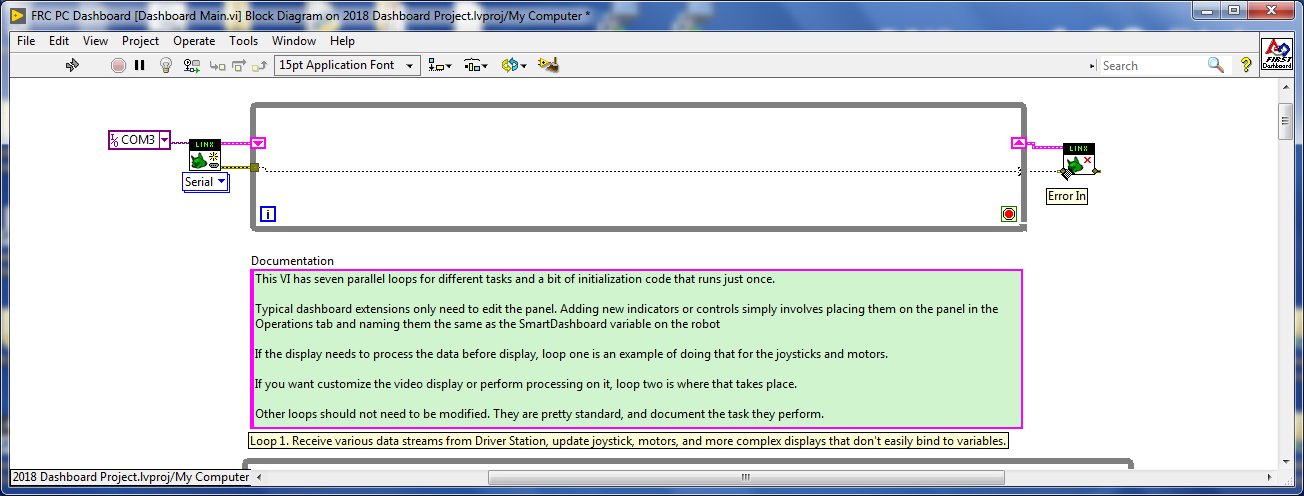 FRC PC Dashboard [Dashboard Main.vi] Block Diagram on 2018 Dashboard Project.lvproj/My Computer *
File Edit View Project Operate Tools Window Help
15pt Application Font
Search
?
FIRST
Dashboard
I/O COM3
LINX
Serial
i
LINX
Error In
Documentation
This VI has seven parallel loops for different tasks and a bit of initialization code that runs just once.
Typical dashboard extensions only need to edit the panel. Adding new indicators or controls simply involves placing them on the panel in the
Operations tab and naming them the same as the SmartDashboard variable on the robot
If the display needs to process the data before display, loop one is an example of doing that for the joysticks and motors.
If you want customize the video display or perform processing on it, loop two is where that takes place.
Other loops should not need to be modified. They are pretty standard, and document the task they perform.
Loop 1. Receive various data streams from Driver Station, update joystick, motors, and more complex displays that don't easily bind to variables.
2018 Dashboard Project.lvproj/My Computer